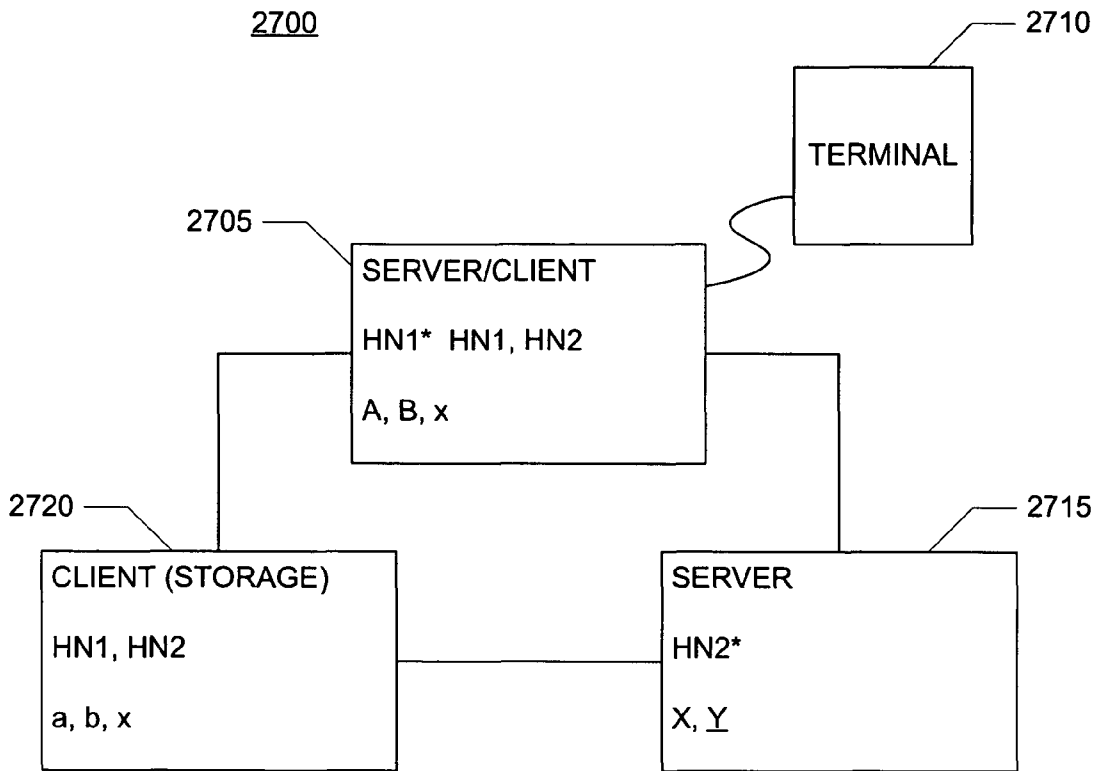 2700
2710
TERMINAL
2705
SERVER/CLIENT
HN1* HN1, HN2
A, B, x
2720
CLIENT (STORAGE)
HN1, HN2
a, b, x
2715
SERVER
HN2*
X, Y